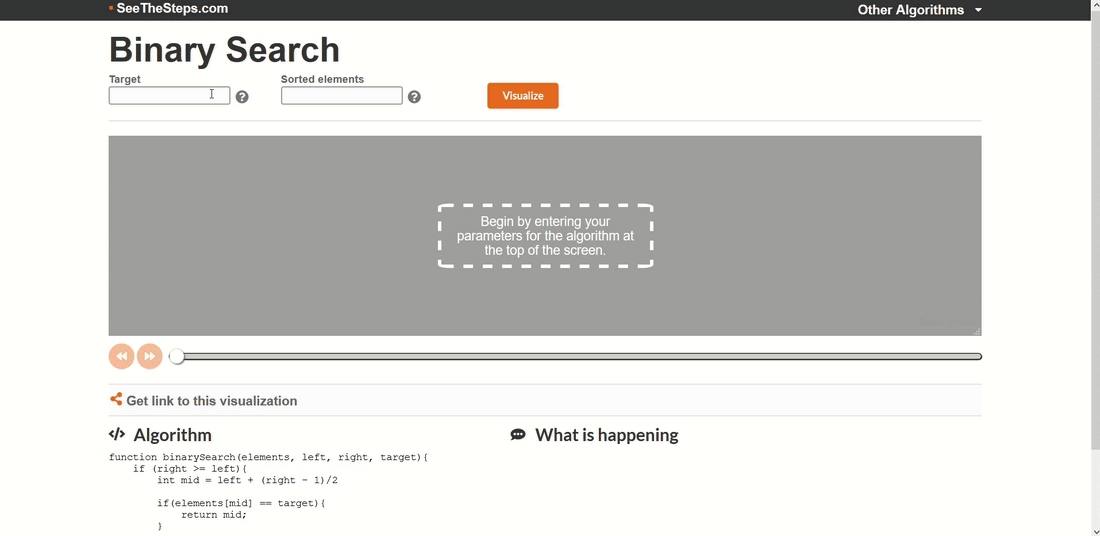 SeeTheSteps.com
Other Algorithms
Binary Search
Target
Sorted elements
?
?
Visualize
Begin by entering your
parameters for the algorithm at
the top of the screen.
Get link to this visualization
</> Algorithm
What is happening
function binarySearch(elements, left, right, target){
    if (right >= left){
        int mid = left + (right - 1)/2
        if(elements[mid] == target){
            return mid;
        }